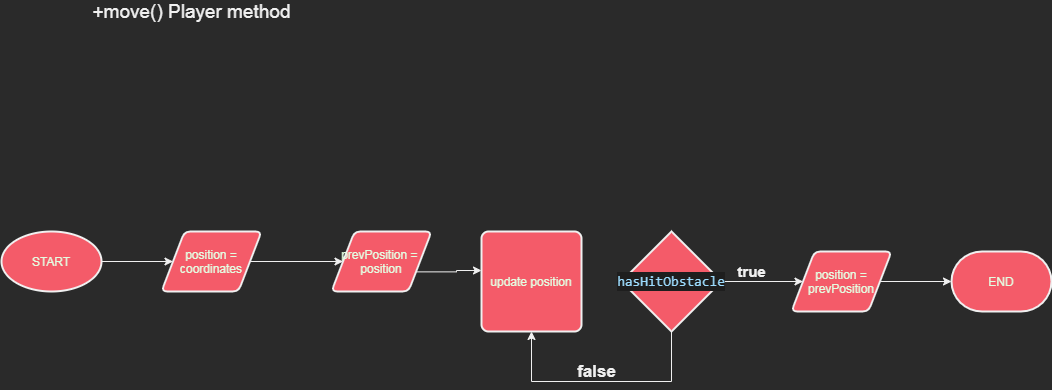 +move() Player method
START
position =
coordinates
prevPosition =
position
update position
hasHitObstacle
true
position =
prevPosition
END
false